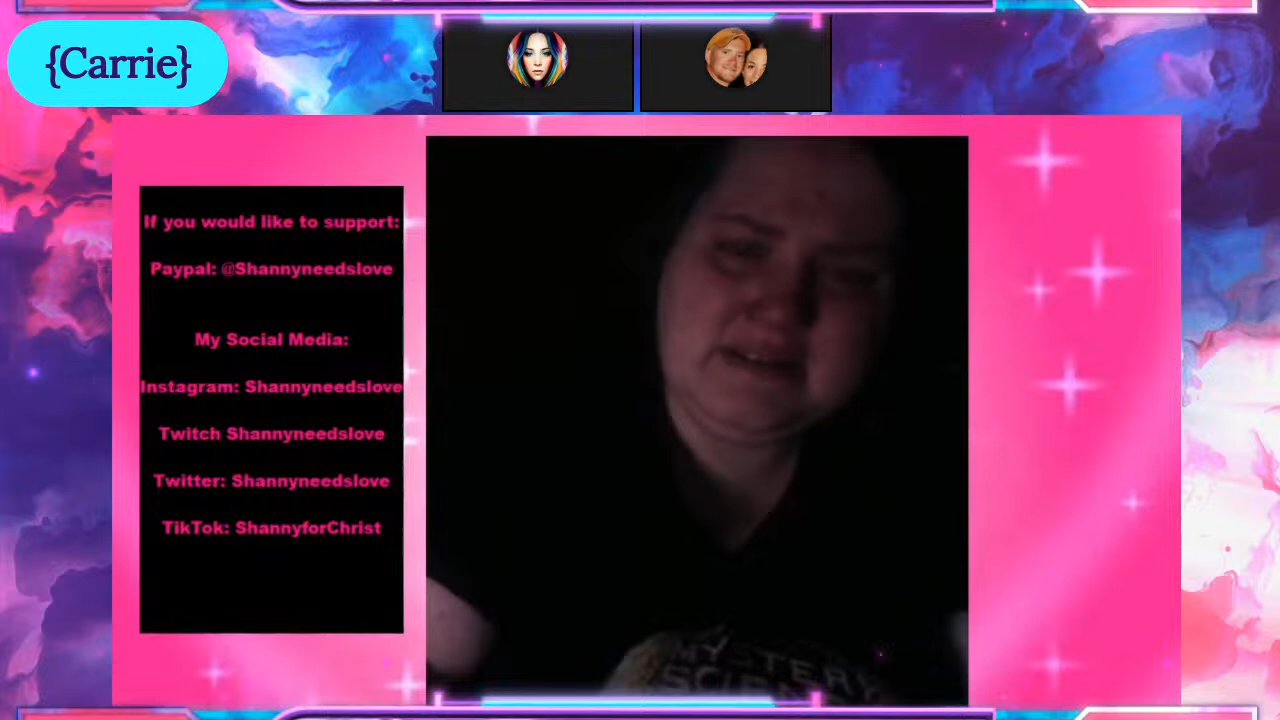 {Carrie}
If you would like to support:
Paypal: @Shannyneedslove
My Social Media:
Instagram: Shannyneedslove
Twitch Shannyneedslove
Twitter: Shannyneedslove
TikTok: ShannyforChrist
MYSTERY